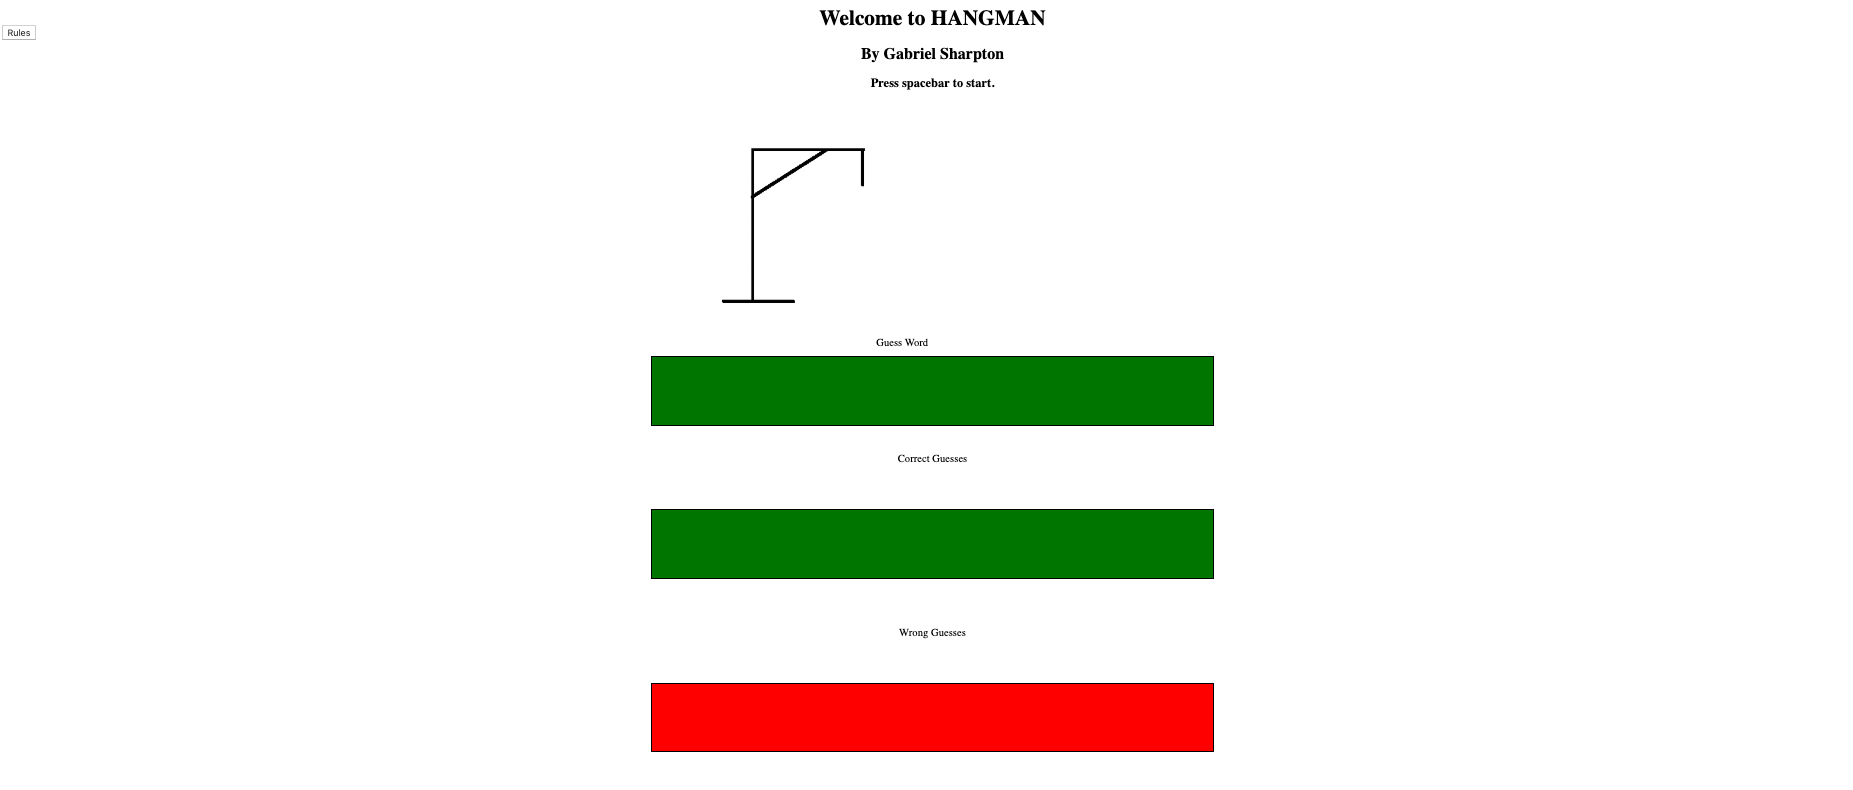 Welcome to HANGMAN
Rules
By Gabriel Sharpton
Press spacebar to start.
Guess Word
Correct Guesses
Wrong Guesses